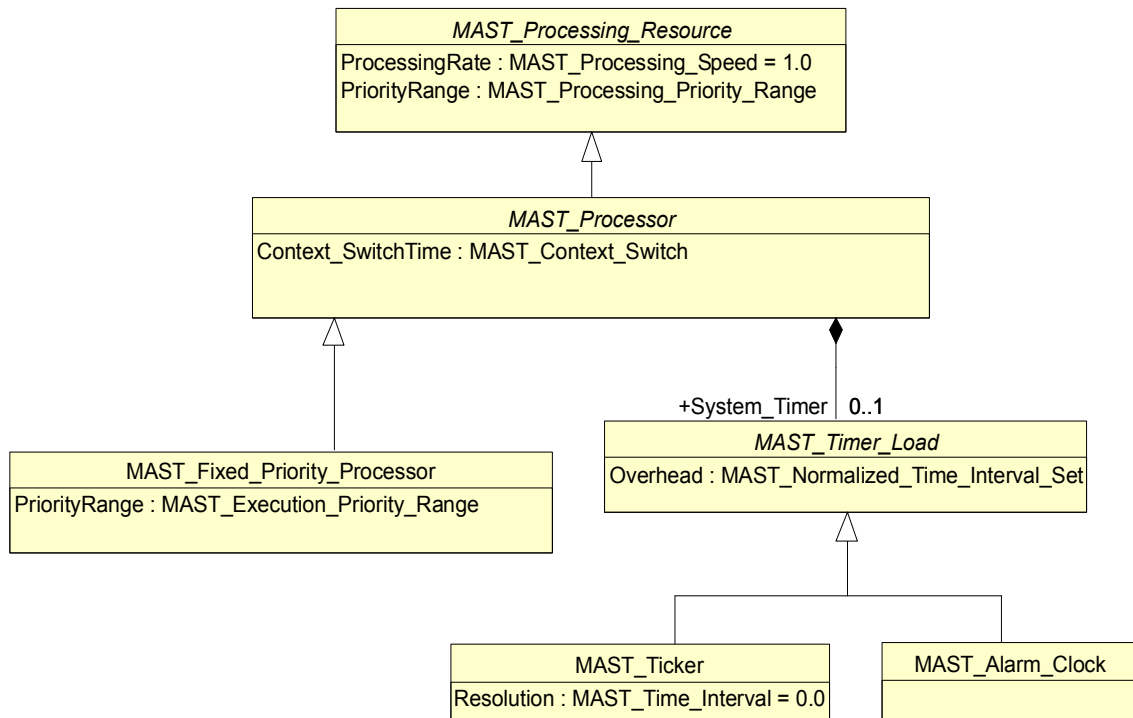 MAST_Processing_Resource
ProcessingRate : MAST_Processing_Speed = 1.0
PriorityRange : MAST_Processing_Priority_Range
MAST_Processor
Context_SwitchTime : MAST_Context_Switch
+System_Timer 0..1
MAST_Timer_Load
Overhead : MAST_Normalized_Time_Interval_Set
MAST_Fixed_Priority_Processor
PriorityRange : MAST_Execution_Priority_Range
MAST_Ticker
Resolution : MAST_Time_Interval = 0.0
MAST_Alarm_Clock